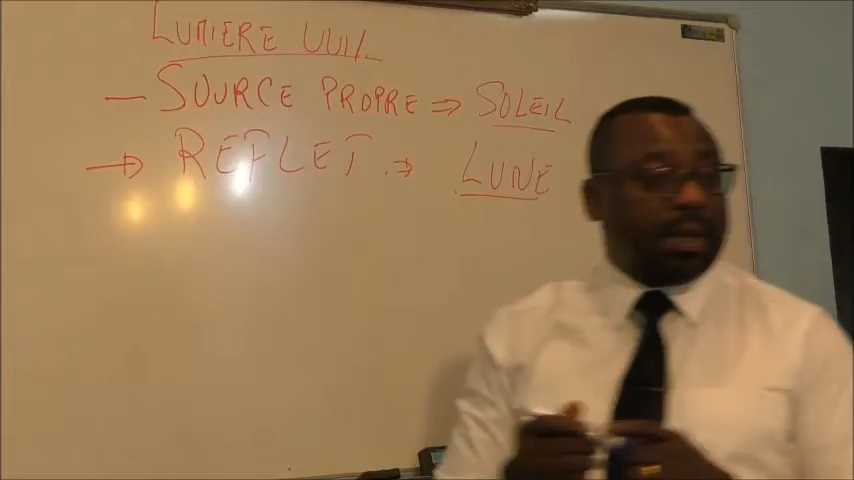 LUMIERE
— SOURCE PROPRE ⇒ SOLEIL
→ REFLET ⇒ LUNE